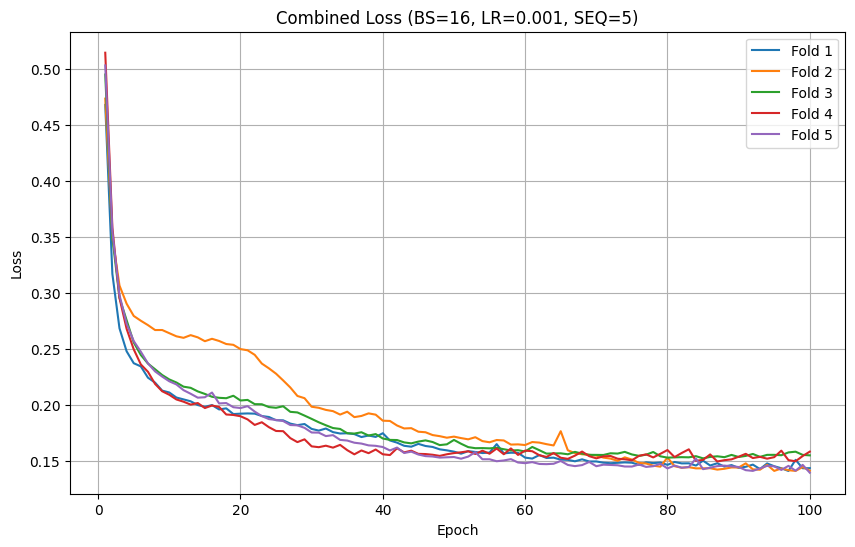 Combined Loss (BS=16, LR=0.001, SEQ=5)
Loss
0.50
0.45
0.40
0.35
0.30
0.25
0.20
0.15
Fold 1
Fold 2
Fold 3
Fold 4
Fold 5
0
20
40
60
80
100
Epoch